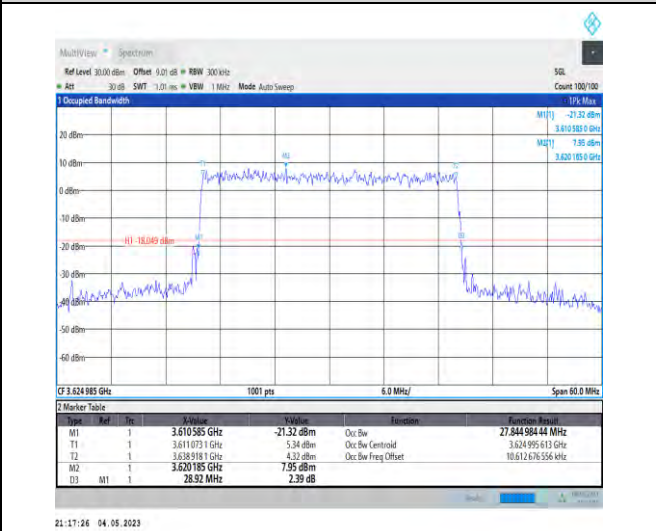 MultiView Spectrum
Ref Level 30.00 dBm Offset 9.01 dB RBW 300 kHz SGL
Att 30 dB SWT 1.01 ms VBW 1 MHz Mode Auto Sweep Count 100/100
1 Occupied Bandwidth 1Pk Max
M1[1] -21.32 dBm
3.610 585 0 GHz
M2[1] 7.95 dBm
3.620 185 0 GHz
20 dBm
10 dBm
0 dBm
-10 dBm
H1 -18.049 dBm
-20 dBm
-30 dBm
-40 dBm
-50 dBm
-60 dBm
T1
M2
T2
M1
D3
CF 3.624 985 GHz 1001 pts 6.0 MHz/ Span 60.0 MHz
2 Marker Table
Type Ref Trc X-Value Y-Value Function Function Result
M1 1 3.610 585 GHz -21.32 dBm Occ Bw 27.844 984 44 MHz
T1 1 3.611 073 1 GHz 5.34 dBm Occ Bw Centroid 3.624 995 613 GHz
T2 1 3.638 918 1 GHz 4.32 dBm Occ Bw Freq Offset 10.612 676 556 kHz
M2 1 3.620 185 GHz 7.95 dBm
D3 M1 1 28.92 MHz 2.39 dB
21:17:26 04.05.2023